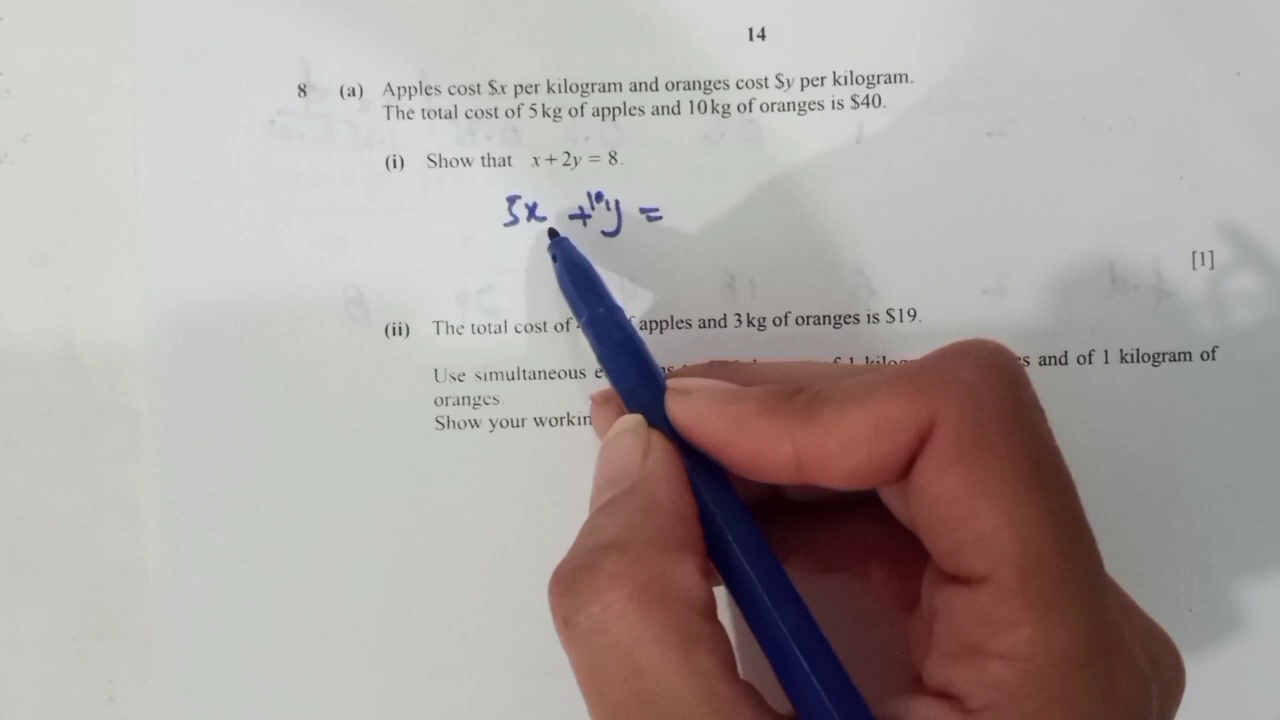 14
8 (a) Apples cost $x per kilogram and oranges cost $y per kilogram.
The total cost of 5 kg of apples and 10 kg of oranges is $40.
(i) Show that x + 2y = 8.
5x + 10y =
[1]
(ii) The total cost of apples and 3 kg of oranges is $19.
Use simultaneous and of 1 kilogram of
oranges
Show your